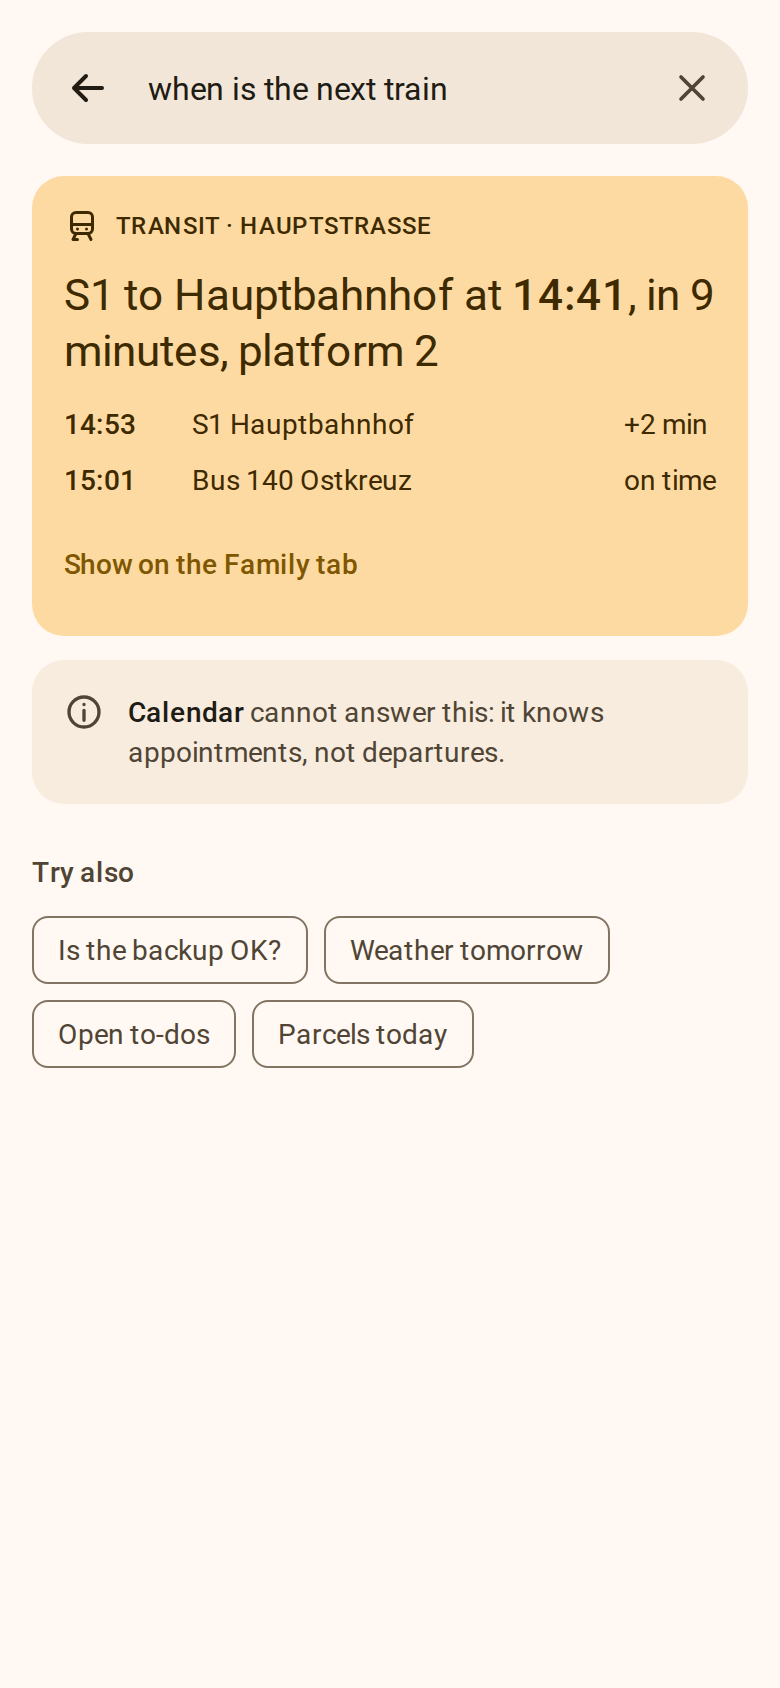 when is the next train
TRANSIT · HAUPTSTRASSE
S1 to Hauptbahnhof at 14:41, in 9
minutes, platform 2
14:53 S1 Hauptbahnhof +2 min
15:01 Bus 140 Ostkreuz on time
Show on the Family tab
Calendar cannot answer this: it knows
appointments, not departures.
Try also
Is the backup OK? Weather tomorrow
Open to-dos Parcels today